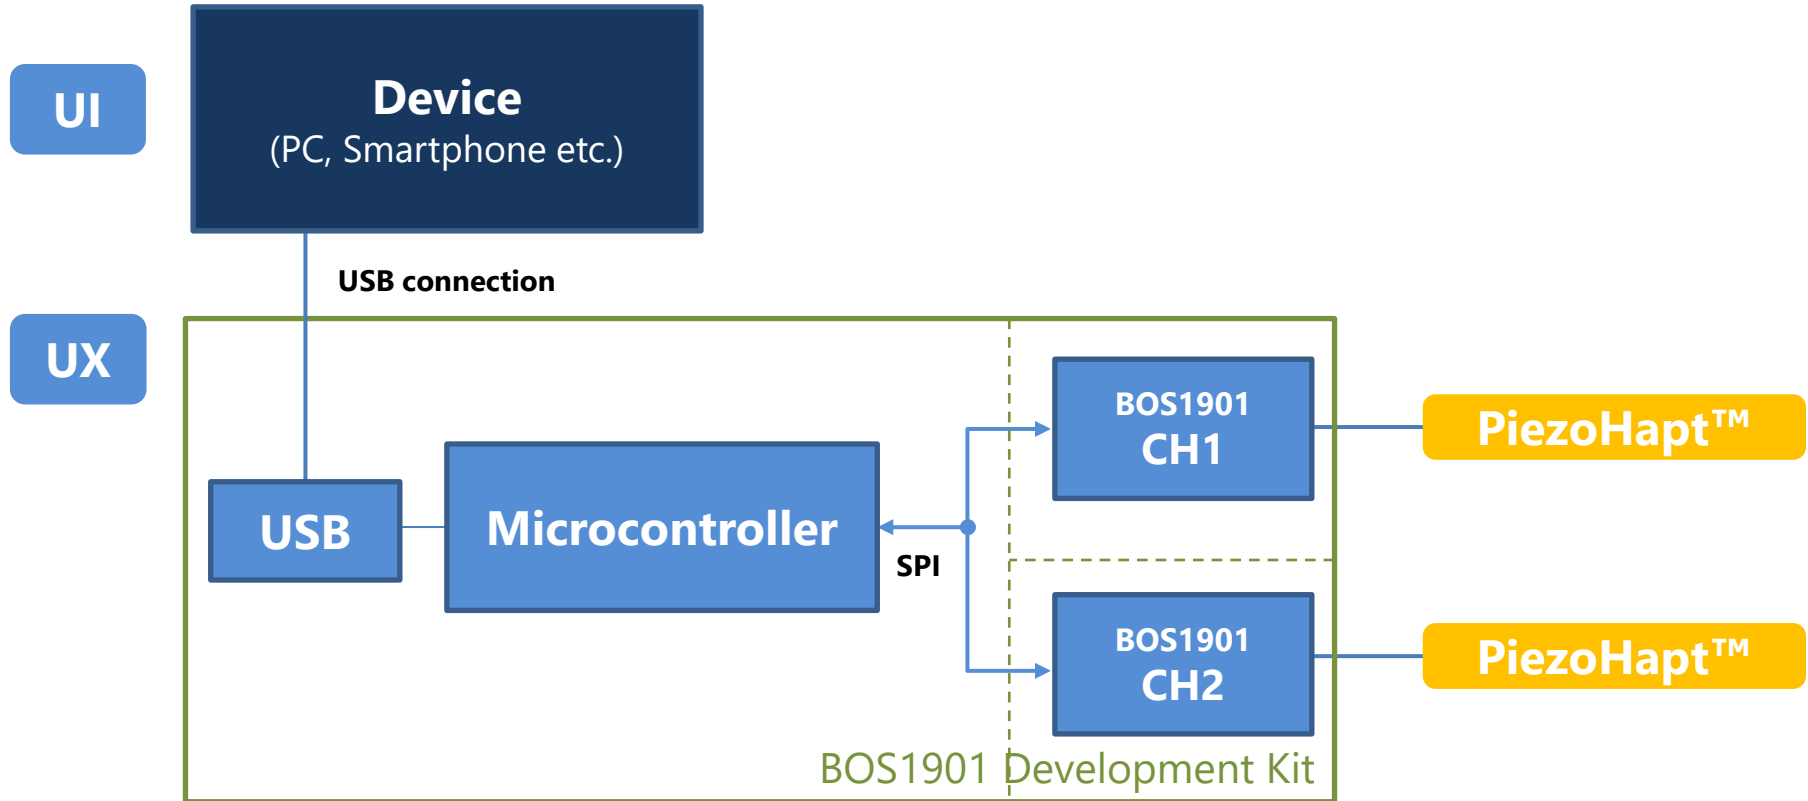 UI
Device
(PC, Smartphone etc.)
USB connection
UX
BOS1901
CH1
PiezoHapt™
USB
Microcontroller
SPI
BOS1901
CH2
PiezoHapt™
BOS1901 Development Kit